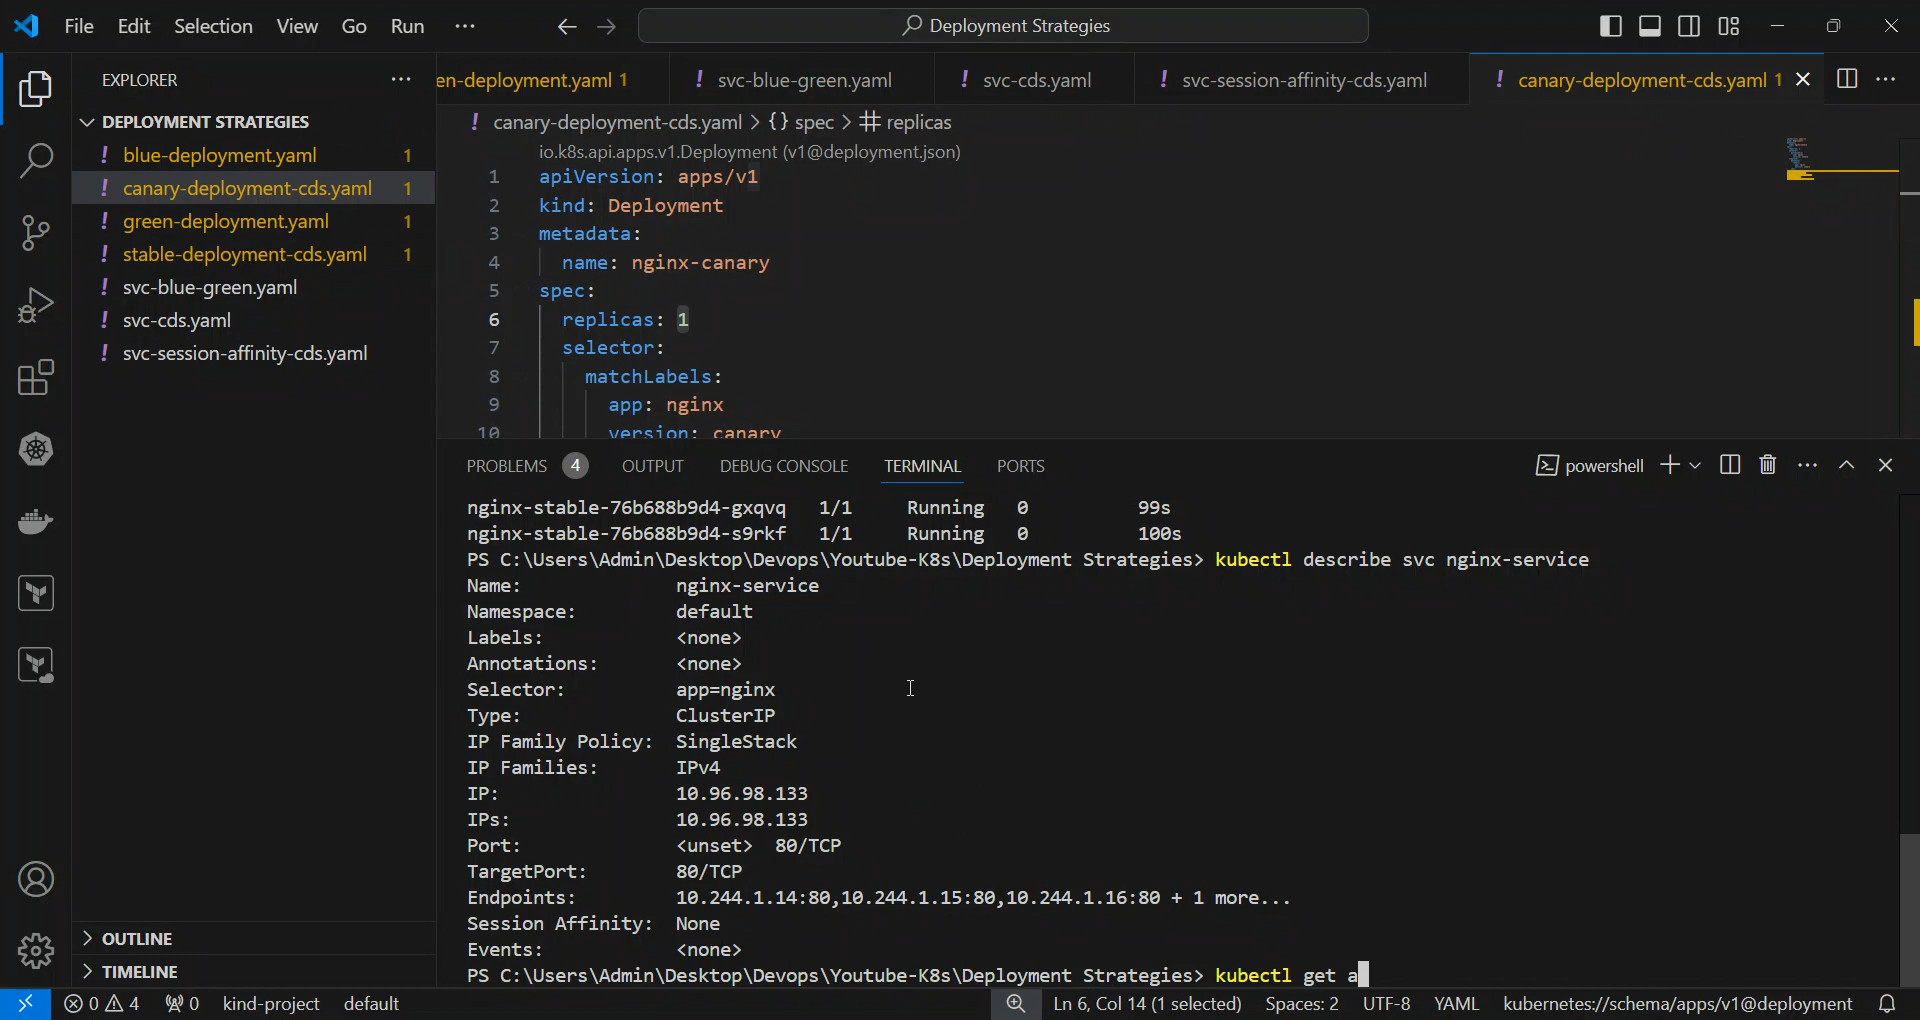 File Edit Selection View Go Run ···
Deployment Strategies
EXPLORER ···
DEPLOYMENT STRATEGIES
! blue-deployment.yaml 1
! canary-deployment-cds.yaml 1
! green-deployment.yaml 1
! stable-deployment-cds.yaml 1
! svc-blue-green.yaml
! svc-cds.yaml
! svc-session-affinity-cds.yaml
OUTLINE
TIMELINE
en-deployment.yaml 1 ! svc-blue-green.yaml ! svc-cds.yaml ! svc-session-affinity-cds.yaml ! canary-deployment-cds.yaml 1
! canary-deployment-cds.yaml > {} spec > # replicas
io.k8s.api.apps.v1.Deployment (v1@deployment.json)
1 apiVersion: apps/v1
2 kind: Deployment
3 metadata:
4 name: nginx-canary
5 spec:
6 replicas: 1
7 selector:
8 matchLabels:
9 app: nginx
10 version: canary
PROBLEMS 4 OUTPUT DEBUG CONSOLE TERMINAL PORTS powershell
nginx-stable-76b688b9d4-gxqvq 1/1 Running 0 99s
nginx-stable-76b688b9d4-s9rkf 1/1 Running 0 100s
PS C:\Users\Admin\Desktop\Devops\Youtube-K8s\Deployment Strategies> kubectl describe svc nginx-service
Name: nginx-service
Namespace: default
Labels: <none>
Annotations: <none>
Selector: app=nginx
Type: ClusterIP
IP Family Policy: SingleStack
IP Families: IPv4
IP: 10.96.98.133
IPs: 10.96.98.133
Port: <unset> 80/TCP
TargetPort: 80/TCP
Endpoints: 10.244.1.14:80,10.244.1.15:80,10.244.1.16:80 + 1 more...
Session Affinity: None
Events: <none>
PS C:\Users\Admin\Desktop\Devops\Youtube-K8s\Deployment Strategies> kubectl get a
0 4 0 kind-project default Ln 6, Col 14 (1 selected) Spaces: 2 UTF-8 YAML kubernetes://schema/apps/v1@deployment